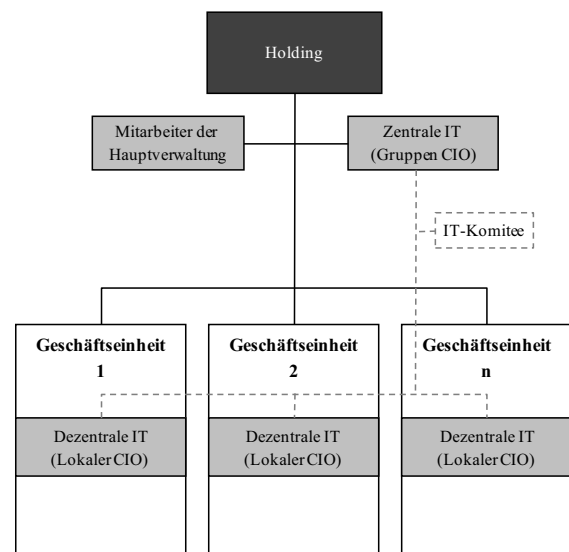 Holding
Mitarbeiter der
Hauptverwaltung
Zentrale IT
(Gruppen CIO)
IT-Komitee
Geschäftseinheit
1
Geschäftseinheit
2
Geschäftseinheit
n
Dezentrale IT
(Lokaler CIO)
Dezentrale IT
(Lokaler CIO)
Dezentrale IT
(Lokaler CIO)